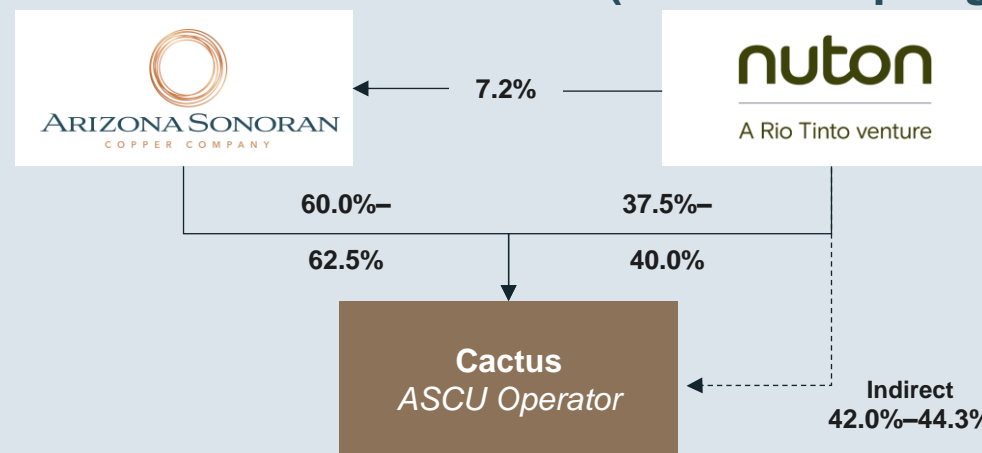 ARIZONA SONORAN
COPPER COMPANY
7.2%
nuton
A Rio Tinto venture
60.0%–
62.5%
37.5%–
40.0%
Cactus
ASCU Operator
Indirect
42.0%–44.3%